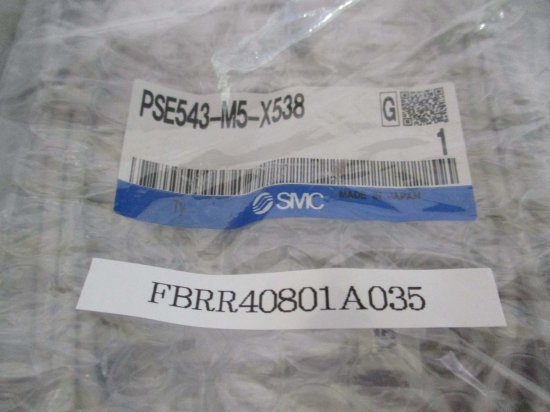 PSE543-M5-X538
G
1
SMC
MADE IN JAPAN
FBRR40801A035